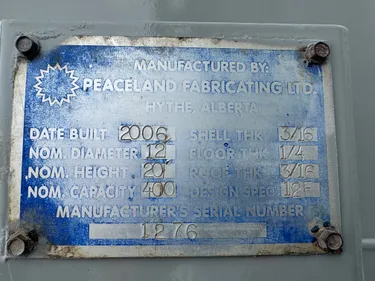 MANUFACTURED BY:
PEACELAND FABRICATING LTD.
HYTHE, ALBERTA
DATE BUILT 2006 SHELL THK 3/16
NOM. DIAMETER 12' FLOOR THK 1/4
NOM. HEIGHT 20' ROOF THK 3/16
NOM. CAPACITY 400 DESIGN SPEC 12F
MANUFACTURER'S SERIAL NUMBER
1276